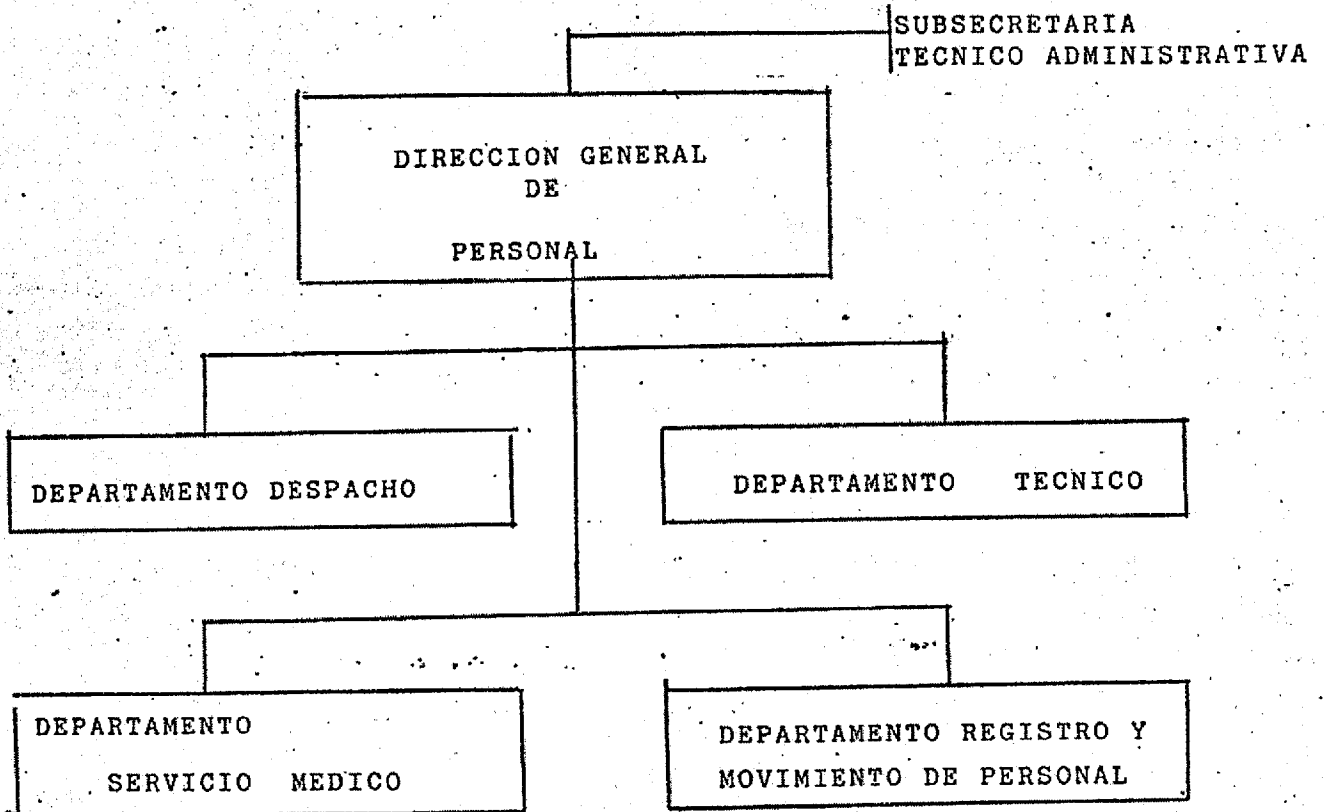 SUBSECRETARIA
TECNICO ADMINISTRATIVA
DIRECCION GENERAL
DE
PERSONAL
DEPARTAMENTO DESPACHO
DEPARTAMENTO TECNICO
DEPARTAMENTO
SERVICIO MEDICO
DEPARTAMENTO REGISTRO Y
MOVIMIENTO DE PERSONAL